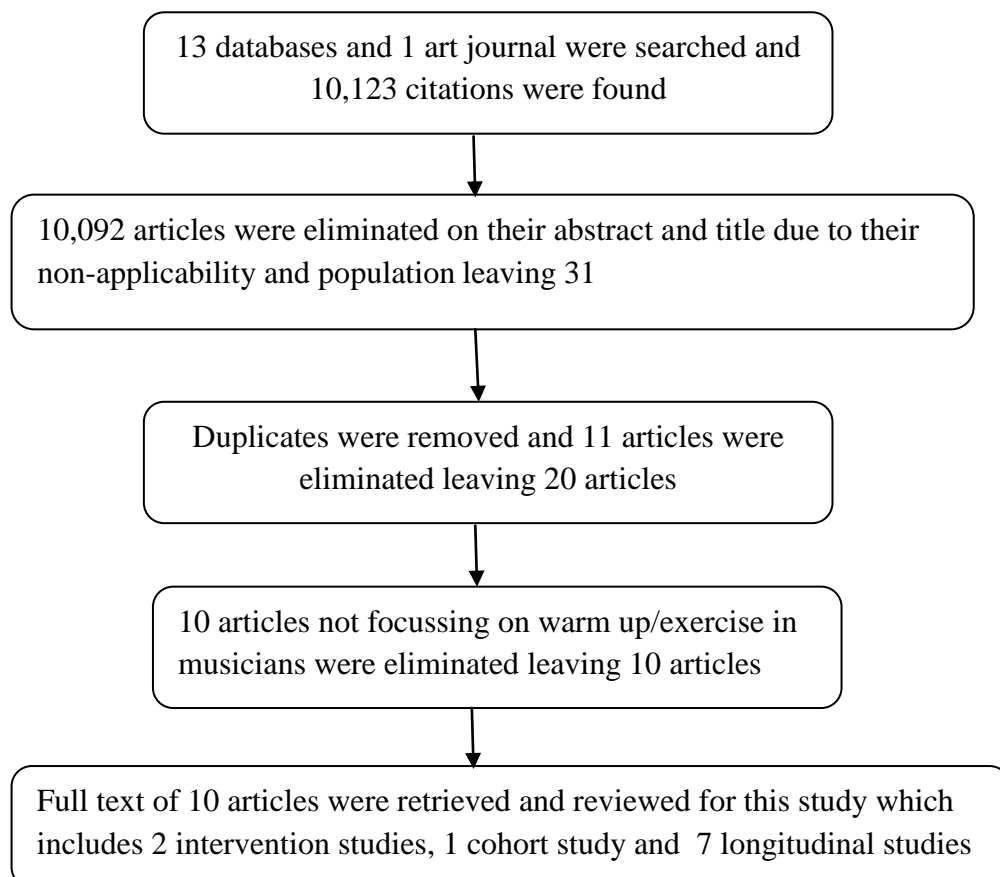 13 databases and 1 art journal were searched and
10,123 citations were found
10,092 articles were eliminated on their abstract and title due to their
non-applicability and population leaving 31
Duplicates were removed and 11 articles were
eliminated leaving 20 articles
10 articles not focussing on warm up/exercise in
musicians were eliminated leaving 10 articles
Full text of 10 articles were retrieved and reviewed for this study which
includes 2 intervention studies, 1 cohort study and 7 longitudinal studies